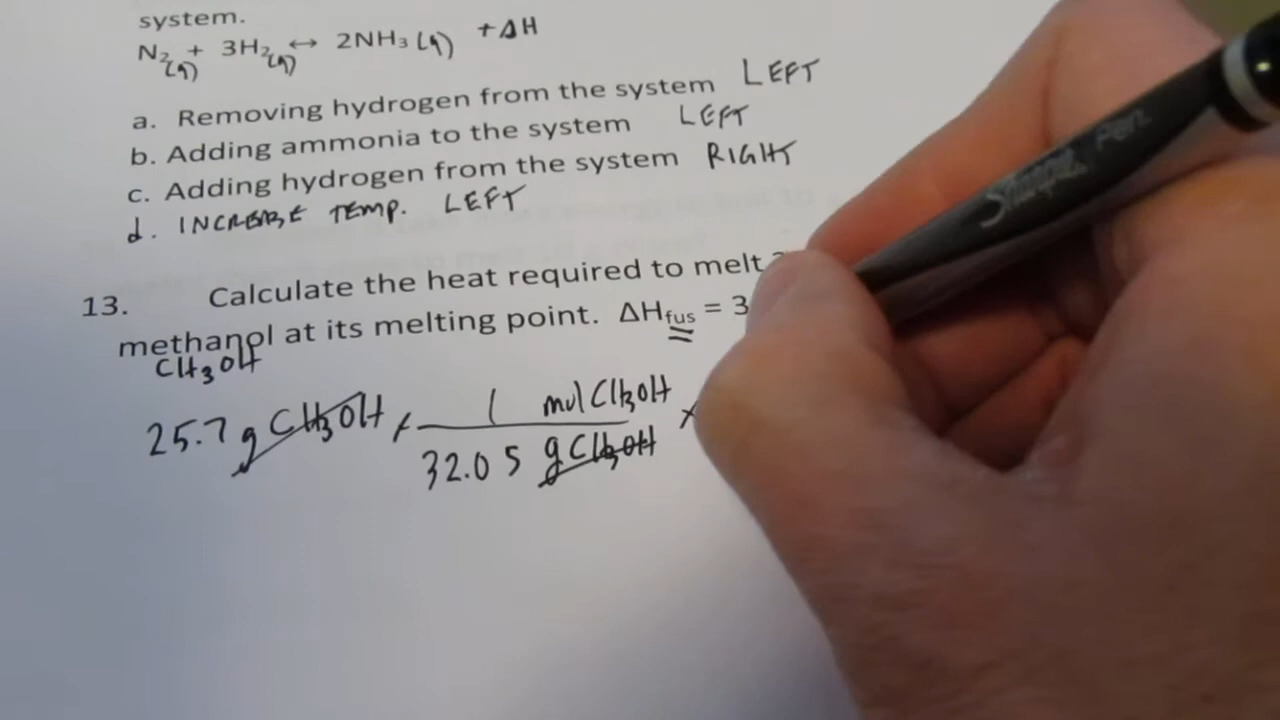 system.
N2(g) + 3H2(g) ↔ 2NH3(g) + ΔH
a. Removing hydrogen from the system LEFT
b. Adding ammonia to the system LEFT
c. Adding hydrogen from the system RIGHT
d. INCREASE TEMP. LEFT
13. Calculate the heat required to melt
methanol at its melting point. ΔHfus = 3
CH3OH
25.7 g CH3OH x 1 mol CH3OH x
32.05 g CH3OH
Pen